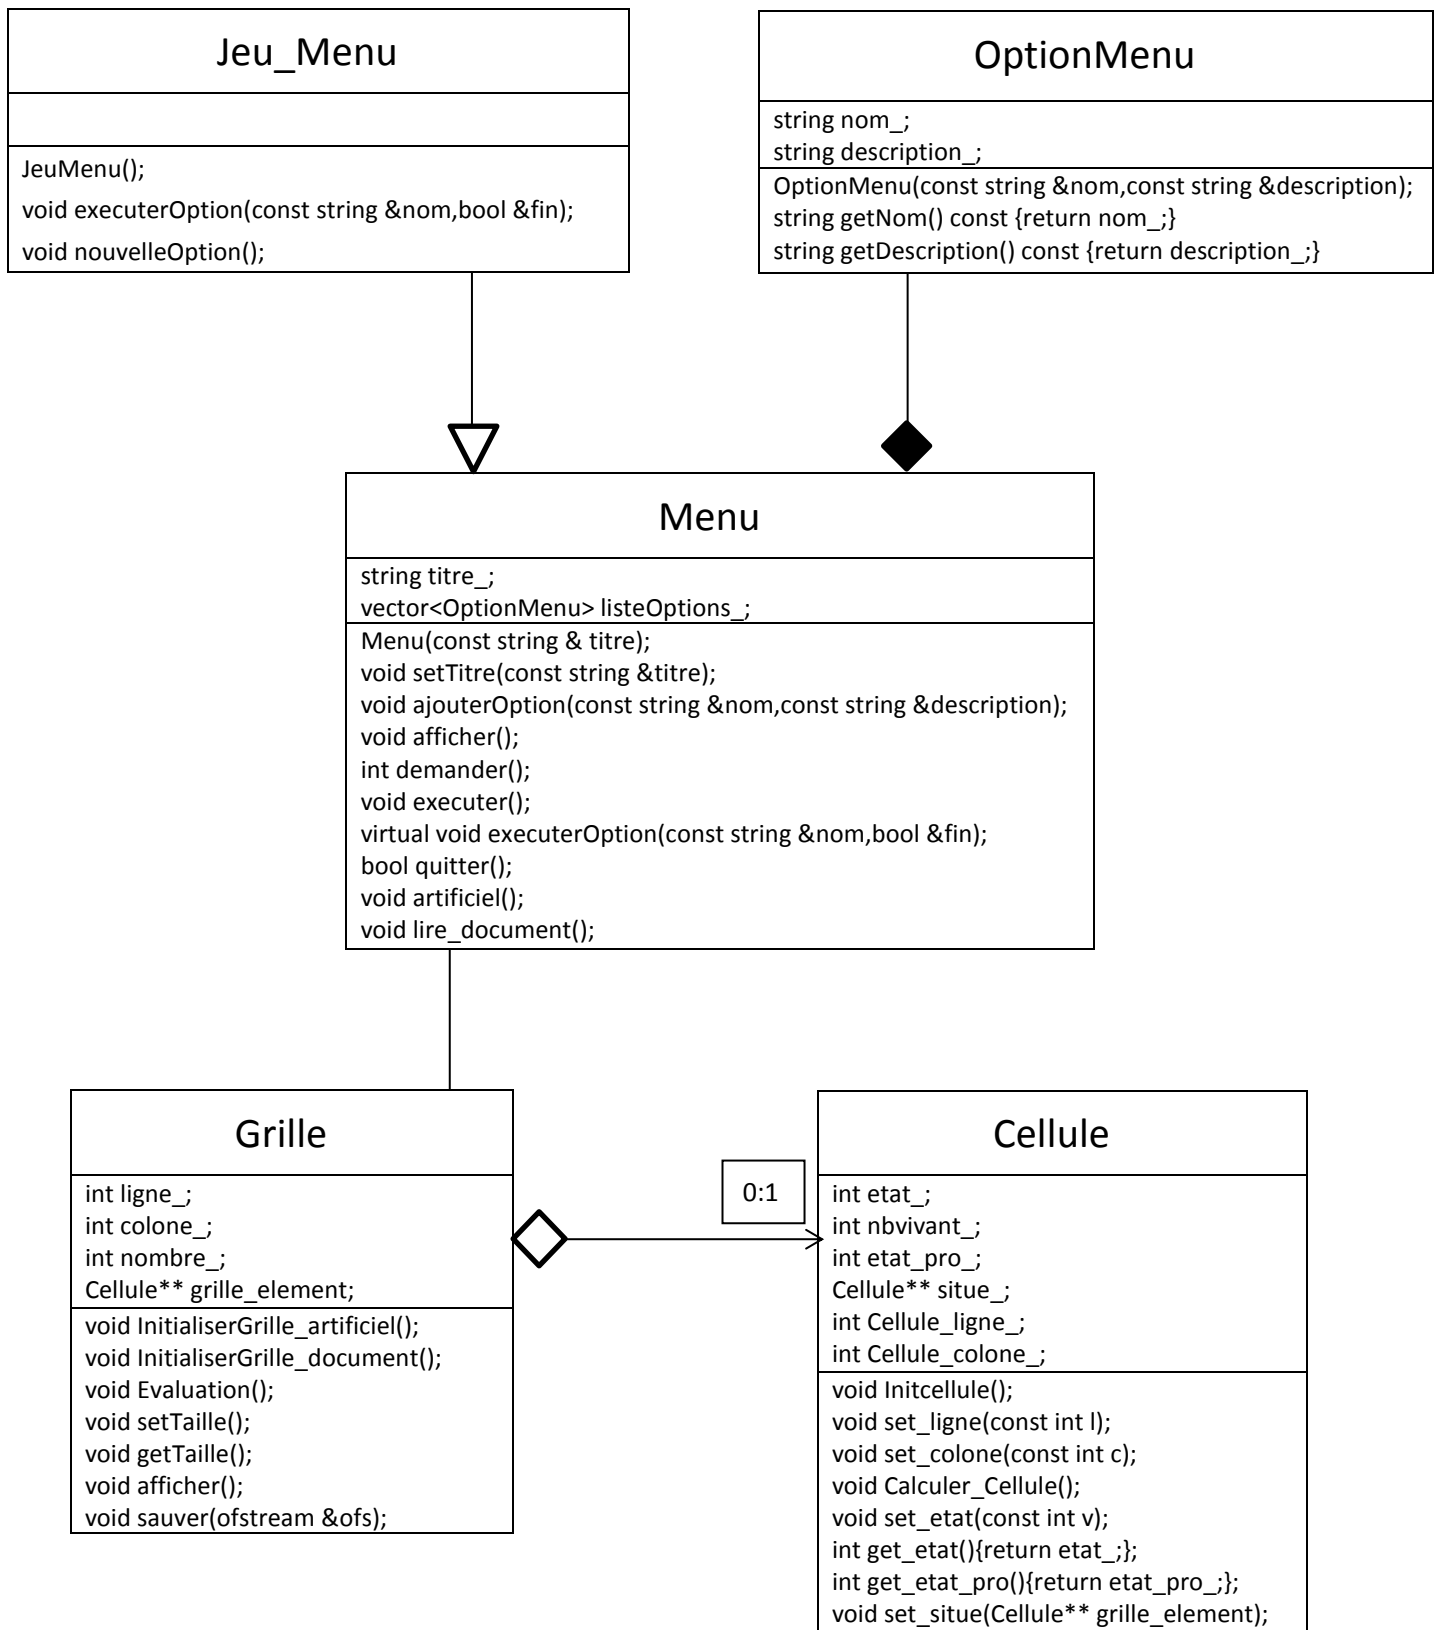 Jeu_Menu
JeuMenu();
void executerOption(const string &nom,bool &fin);
void nouvelleOption();
OptionMenu
string nom_;
string description_;
OptionMenu(const string &nom,const string &description);
string getNom() const {return nom_;}
string getDescription() const {return description_;}
Menu
string titre_;
vector<OptionMenu> listeOptions_;
Menu(const string & titre);
void setTitre(const string &titre);
void ajouterOption(const string &nom,const string &description);
void afficher();
int demander();
void executer();
virtual void executerOption(const string &nom,bool &fin);
bool quitter();
void artificiel();
void lire_document();
Grille
int ligne_;
int colone_;
int nombre_;
Cellule** grille_element;
void InitialiserGrille_artificiel();
void InitialiserGrille_document();
void Evaluation();
void setTaille();
void getTaille();
void afficher();
void sauver(ofstream &ofs);
0:1
Cellule
int etat_;
int nbvivant_;
int etat_pro_;
Cellule** situe_;
int Cellule_ligne_;
int Cellule_colone_;
void Initcellule();
void set_ligne(const int l);
void set_colone(const int c);
void Calculer_Cellule();
void set_etat(const int v);
int get_etat(){return etat_;};
int get_etat_pro(){return etat_pro_;};
void set_situe(Cellule** grille_element);